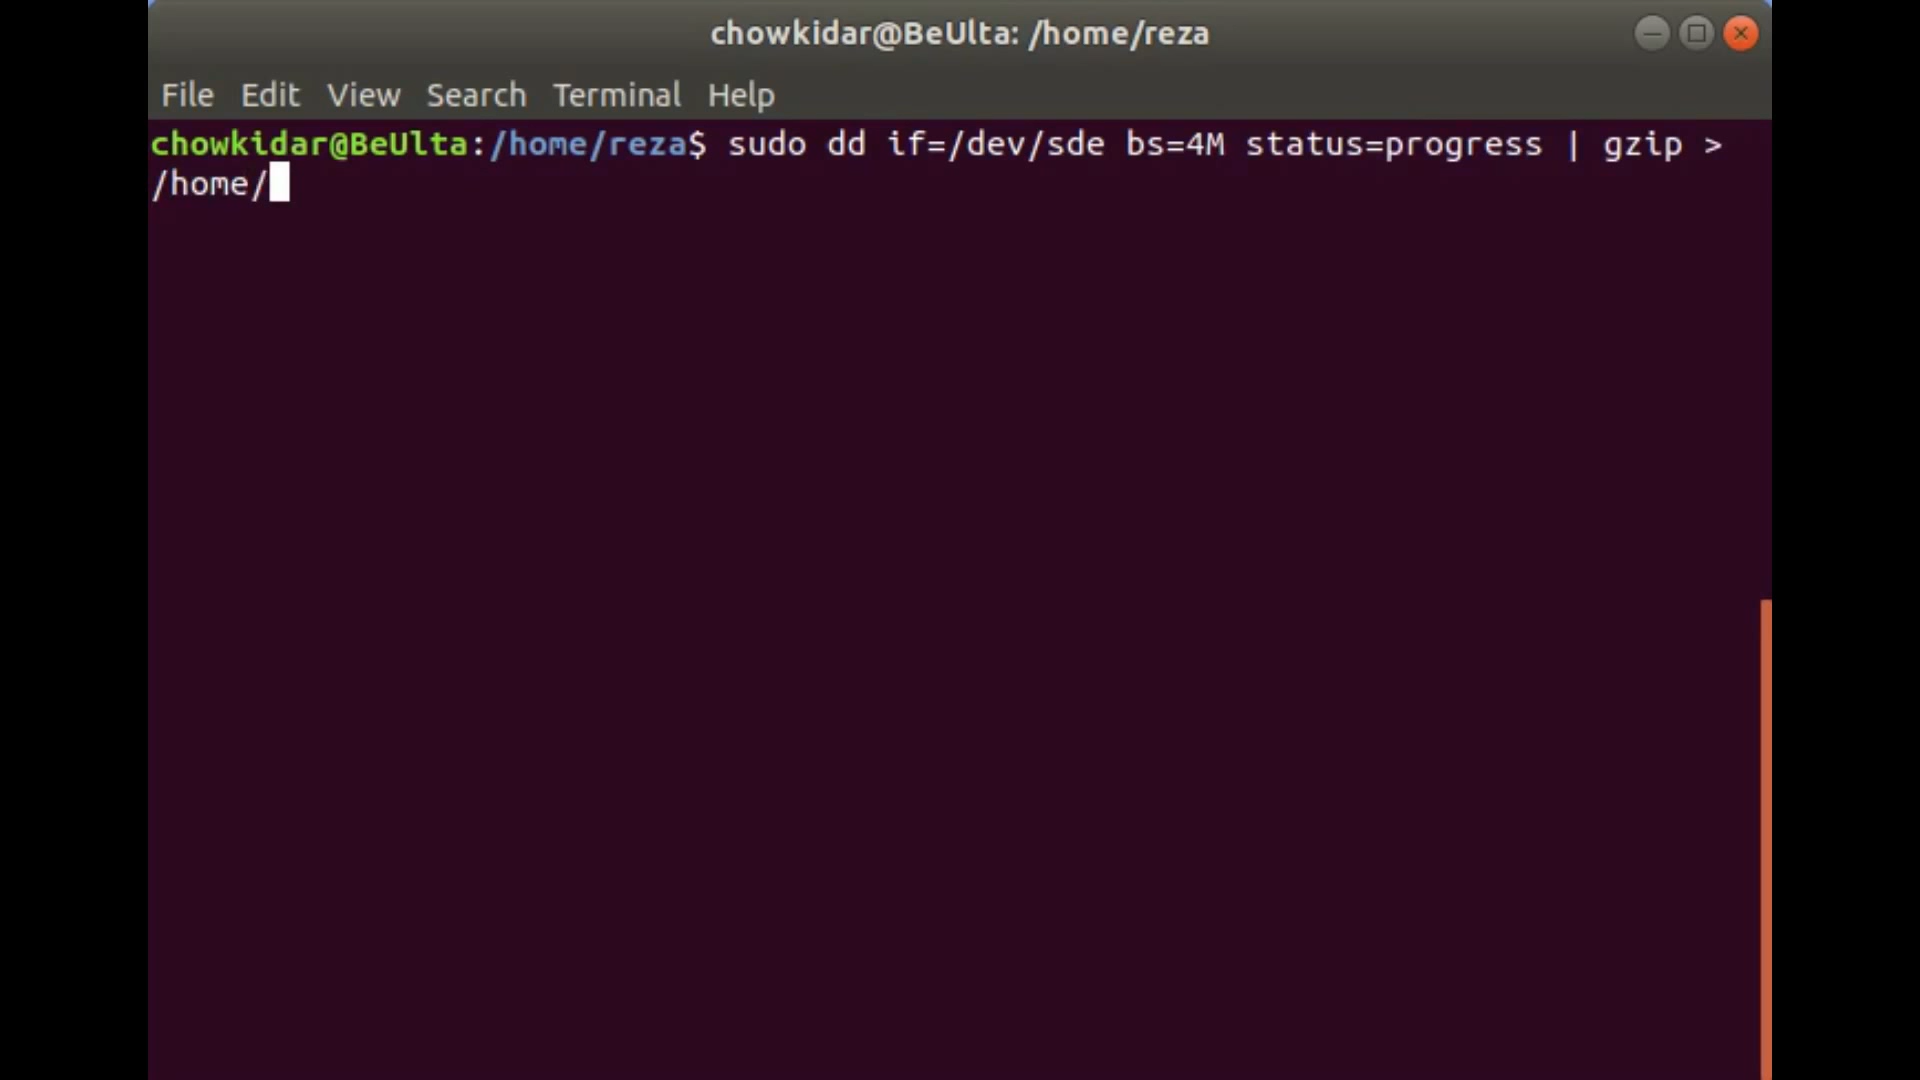 chowkidar@BeUlta: /home/reza
File Edit View Search Terminal Help
chowkidar@BeUlta:/home/reza$ sudo dd if=/dev/sde bs=4M status=progress | gzip >
/home/